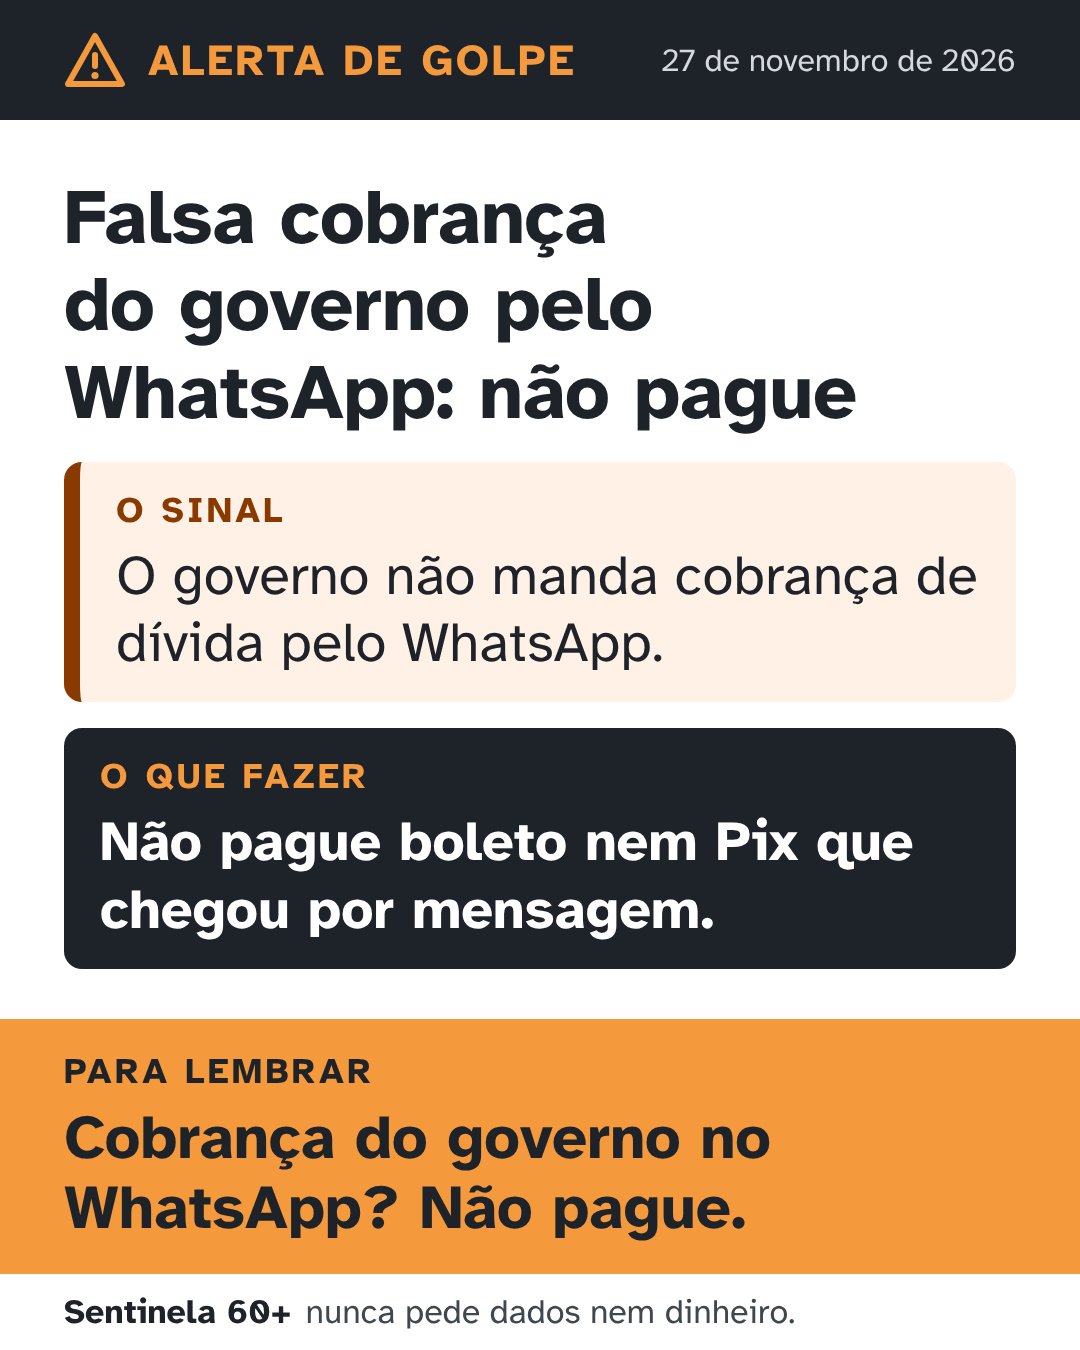 ALERTA DE GOLPE
27 de novembro de 2026
Falsa cobrança
do governo pelo
WhatsApp: não pague
O SINAL
O governo não manda cobrança de
dívida pelo WhatsApp.
O QUE FAZER
Não pague boleto nem Pix que
chegou por mensagem.
PARA LEMBRAR
Cobrança do governo no
WhatsApp? Não pague.
Sentinela 60+ nunca pede dados nem dinheiro.